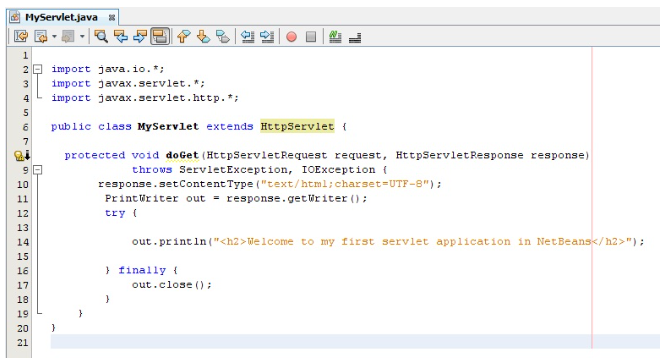 MyServlet.java
1
2 import java.io.*;
3 import javax.servlet.*;
4 import javax.servlet.http.*;
5
6 public class MyServlet extends HttpServlet {
7
protected void doGet(HttpServletRequest request, HttpServletResponse response)
9 throws ServletException, IOException {
10 response.setContentType("text/html;charset=UTF-8");
11 PrintWriter out = response.getWriter();
12 try {
13
14 out.println("<h2>Welcome to my first servlet application in NetBeans</h2>");
15
16 } finally {
17 out.close();
18 }
19 }
20 }
21